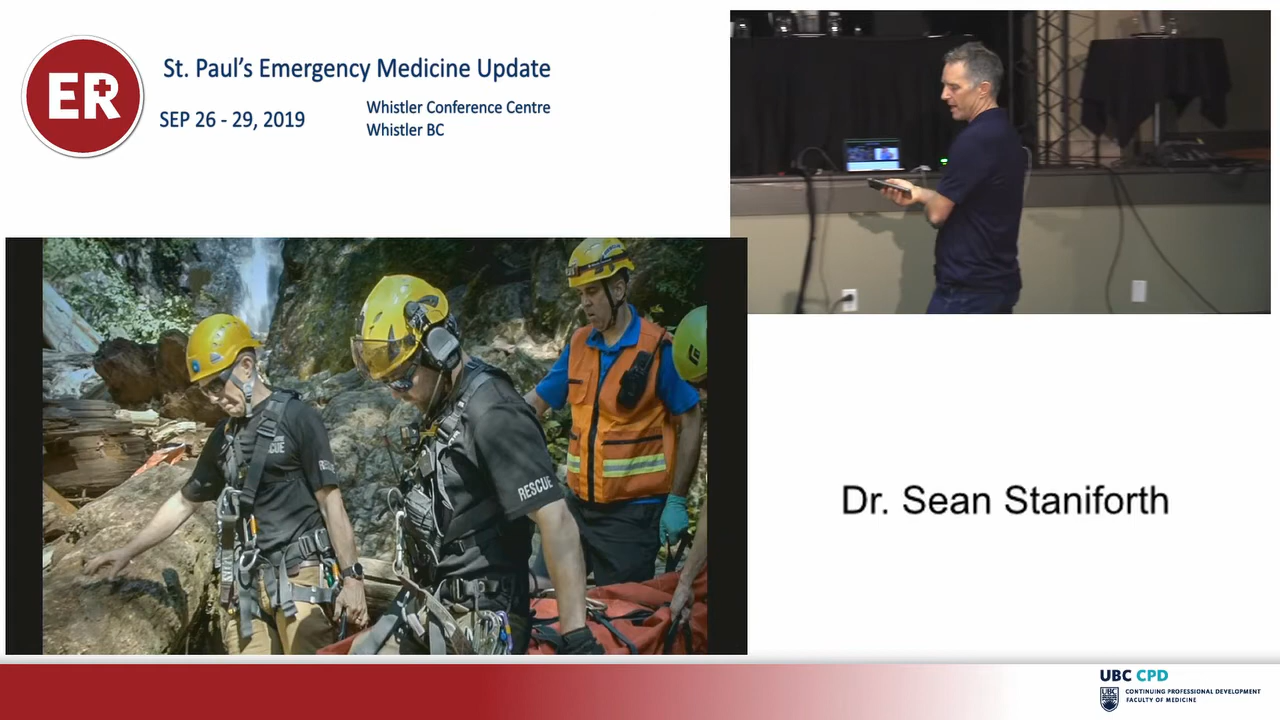 ER
St. Paul's Emergency Medicine Update
SEP 26 - 29, 2019
Whistler Conference Centre
Whistler BC
RESCUE
Dr. Sean Staniforth
UBC CPD
CONTINUING PROFESSIONAL DEVELOPMENT
FACULTY OF MEDICINE